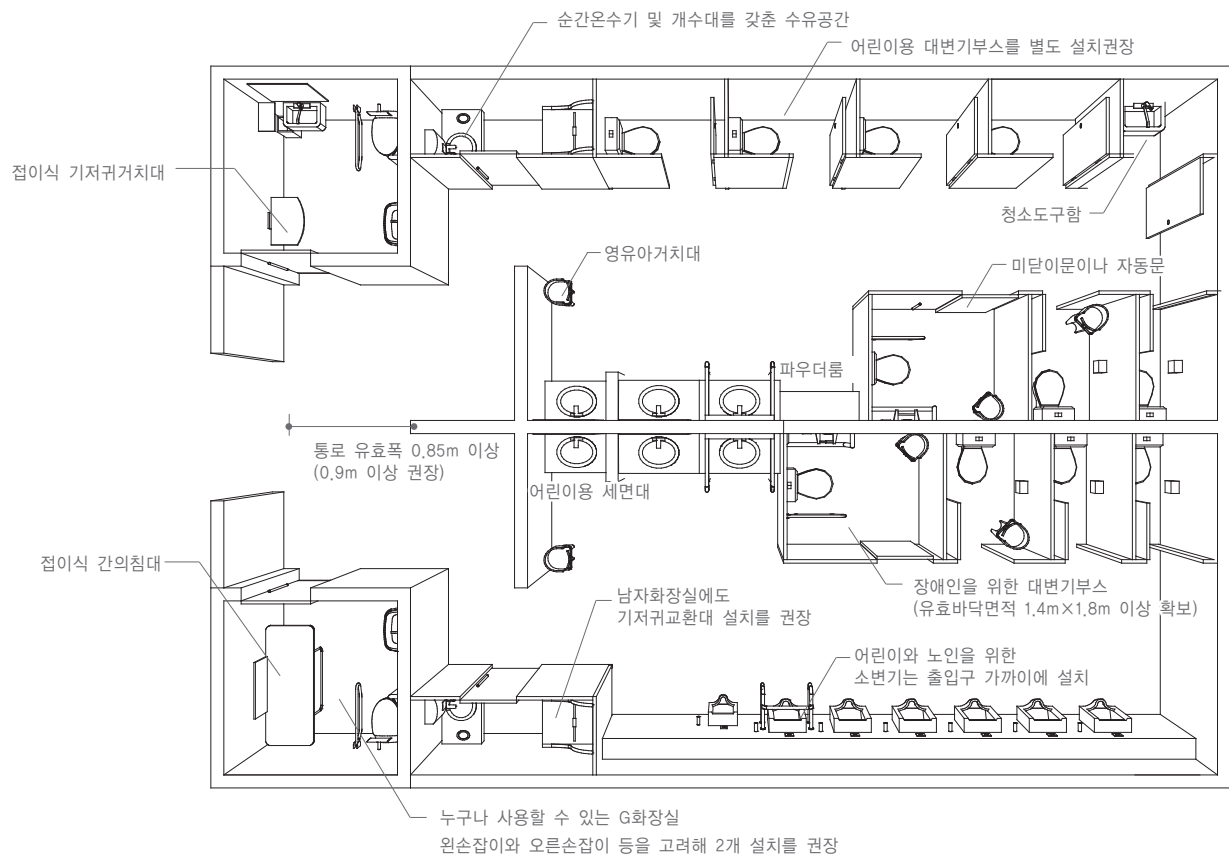 순간온수기 및 개수대를 갖춘 수유공간
어린이용 대변기부스를 별도 설치권장
접이식 기저귀거치대
청소도구함
영유아거치대
미닫이문이나 자동문
파우더룸
통로 유효폭 0.85m 이상
(0.9m 이상 권장)
어린이용 세면대
접이식 간의침대
남자화장실에도
기저귀교환대 설치를 권장
장애인을 위한 대변기부스
(유효바닥면적 1.4m×1.8m 이상 확보)
어린이와 노인을 위한
소변기는 출입구 가까이에 설치
누구나 사용할 수 있는 G화장실
왼손잡이와 오른손잡이 등을 고려해 2개 설치를 권장